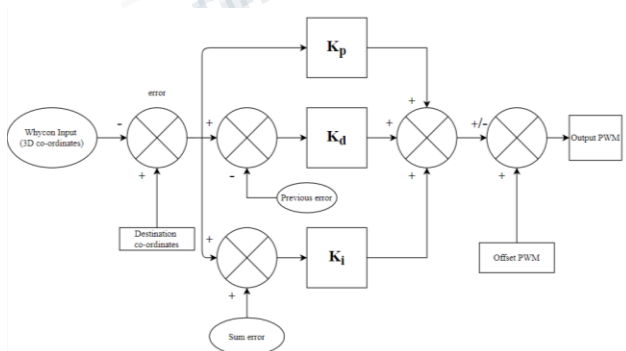 Kp
error
Whycon Input
(3D co-ordinates)
-
+
+
-
Kd
+
+
+
+/-
+
Output PWM
Previous error
Destination
co-ordinates
+
+
Ki
Offset PWM
Sum error